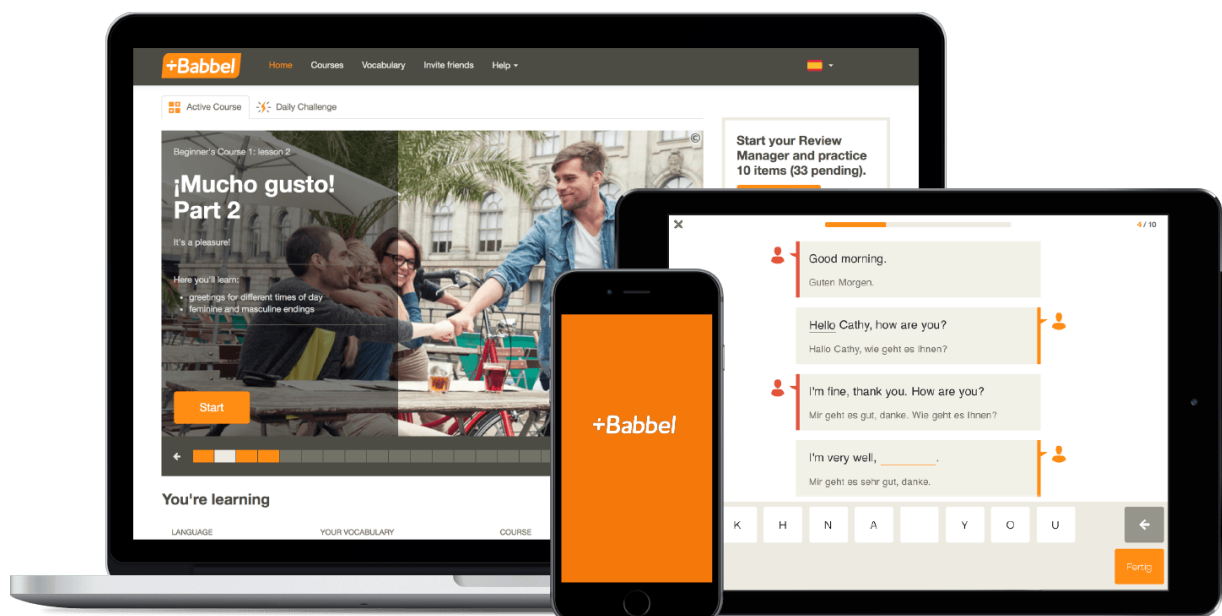 +Babbel
Home Courses Vocabulary Invite friends Help
Active Course Daily Challenge
©
Beginner's Course 1: lesson 2
¡Mucho gusto!
Part 2
It's a pleasure!
Here you'll learn:
• greetings for different times of day
• feminine and masculine endings
Start
You're learning
LANGUAGE YOUR VOCABULARY COURSE
Start your Review
Manager and practice
10 items (33 pending).
+Babbel
4 / 10
Good morning.
Guten Morgen.
Hello Cathy, how are you?
Hallo Cathy, wie geht es Ihnen?
I'm fine, thank you. How are you?
Mir geht es gut, danke. Wie geht es Ihnen?
I'm very well, ______.
Mir geht es sehr gut, danke.
K H N A Y O U
Fertig